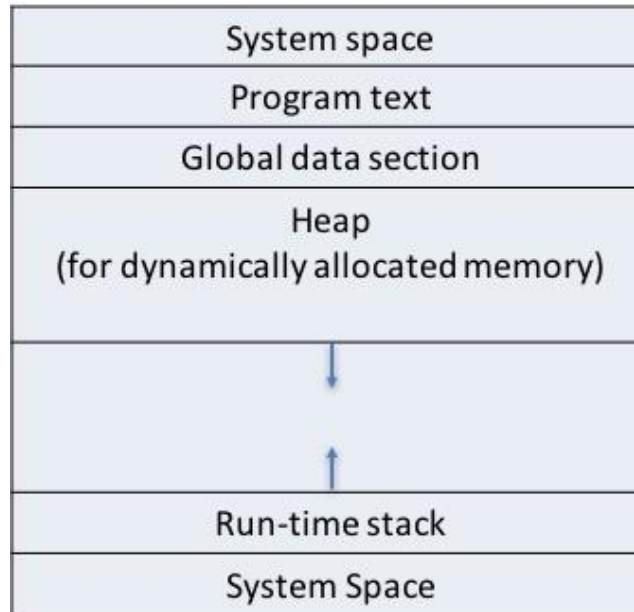 System space
Program text
Global data section
Heap
(for dynamically allocated memory)
Run-time stack
System Space